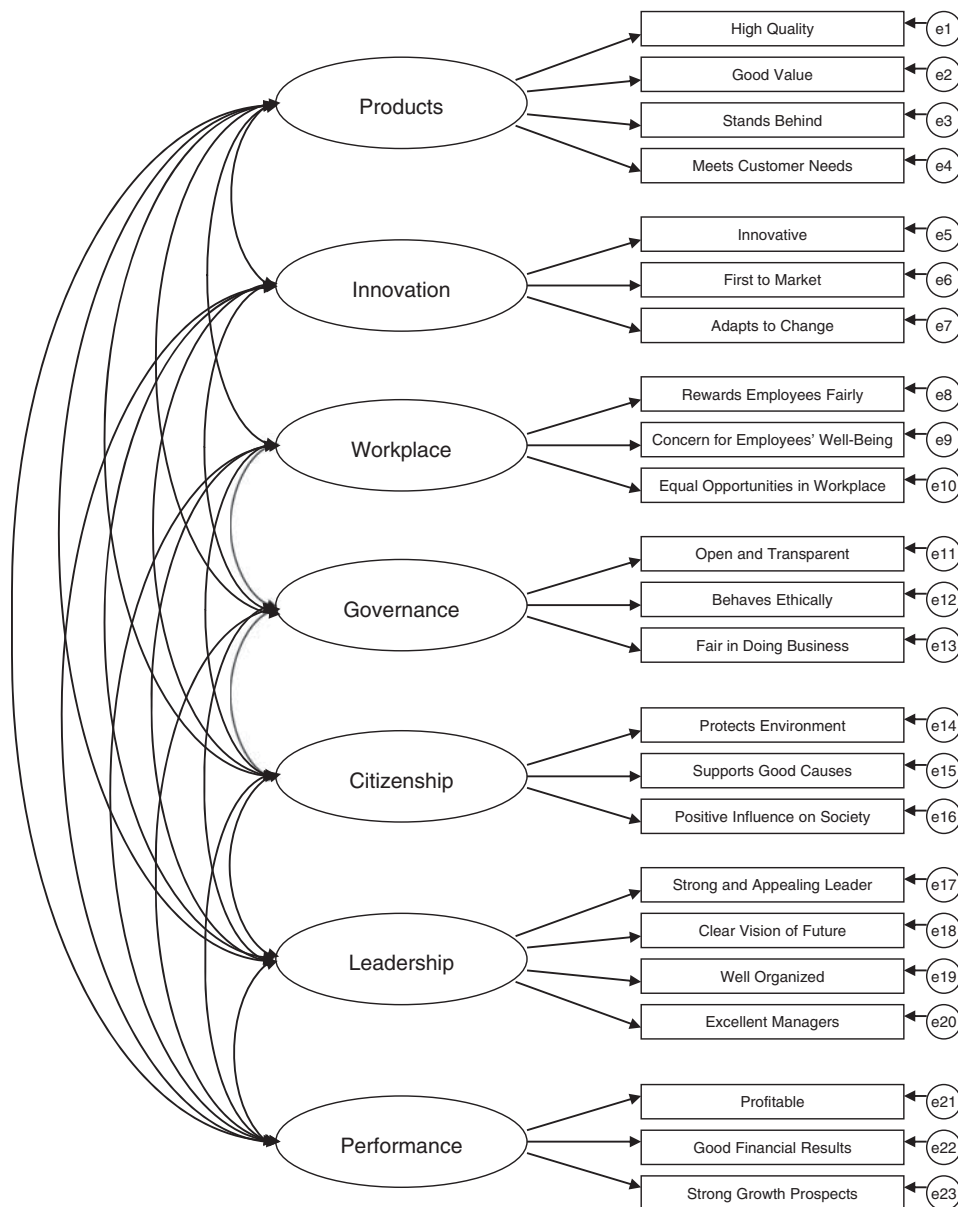 High Quality
e1
Good Value
e2
Products
Stands Behind
e3
Meets Customer Needs
e4
Innovative
e5
Innovation
First to Market
e6
Adapts to Change
e7
Rewards Employees Fairly
e8
Workplace
Concern for Employees’ Well-Being
e9
Equal Opportunities in Workplace
e10
Open and Transparent
e11
Governance
Behaves Ethically
e12
Fair in Doing Business
e13
Protects Environment
e14
Citizenship
Supports Good Causes
e15
Positive Influence on Society
e16
Strong and Appealing Leader
e17
Clear Vision of Future
e18
Leadership
Well Organized
e19
Excellent Managers
e20
Profitable
e21
Performance
Good Financial Results
e22
Strong Growth Prospects
e23